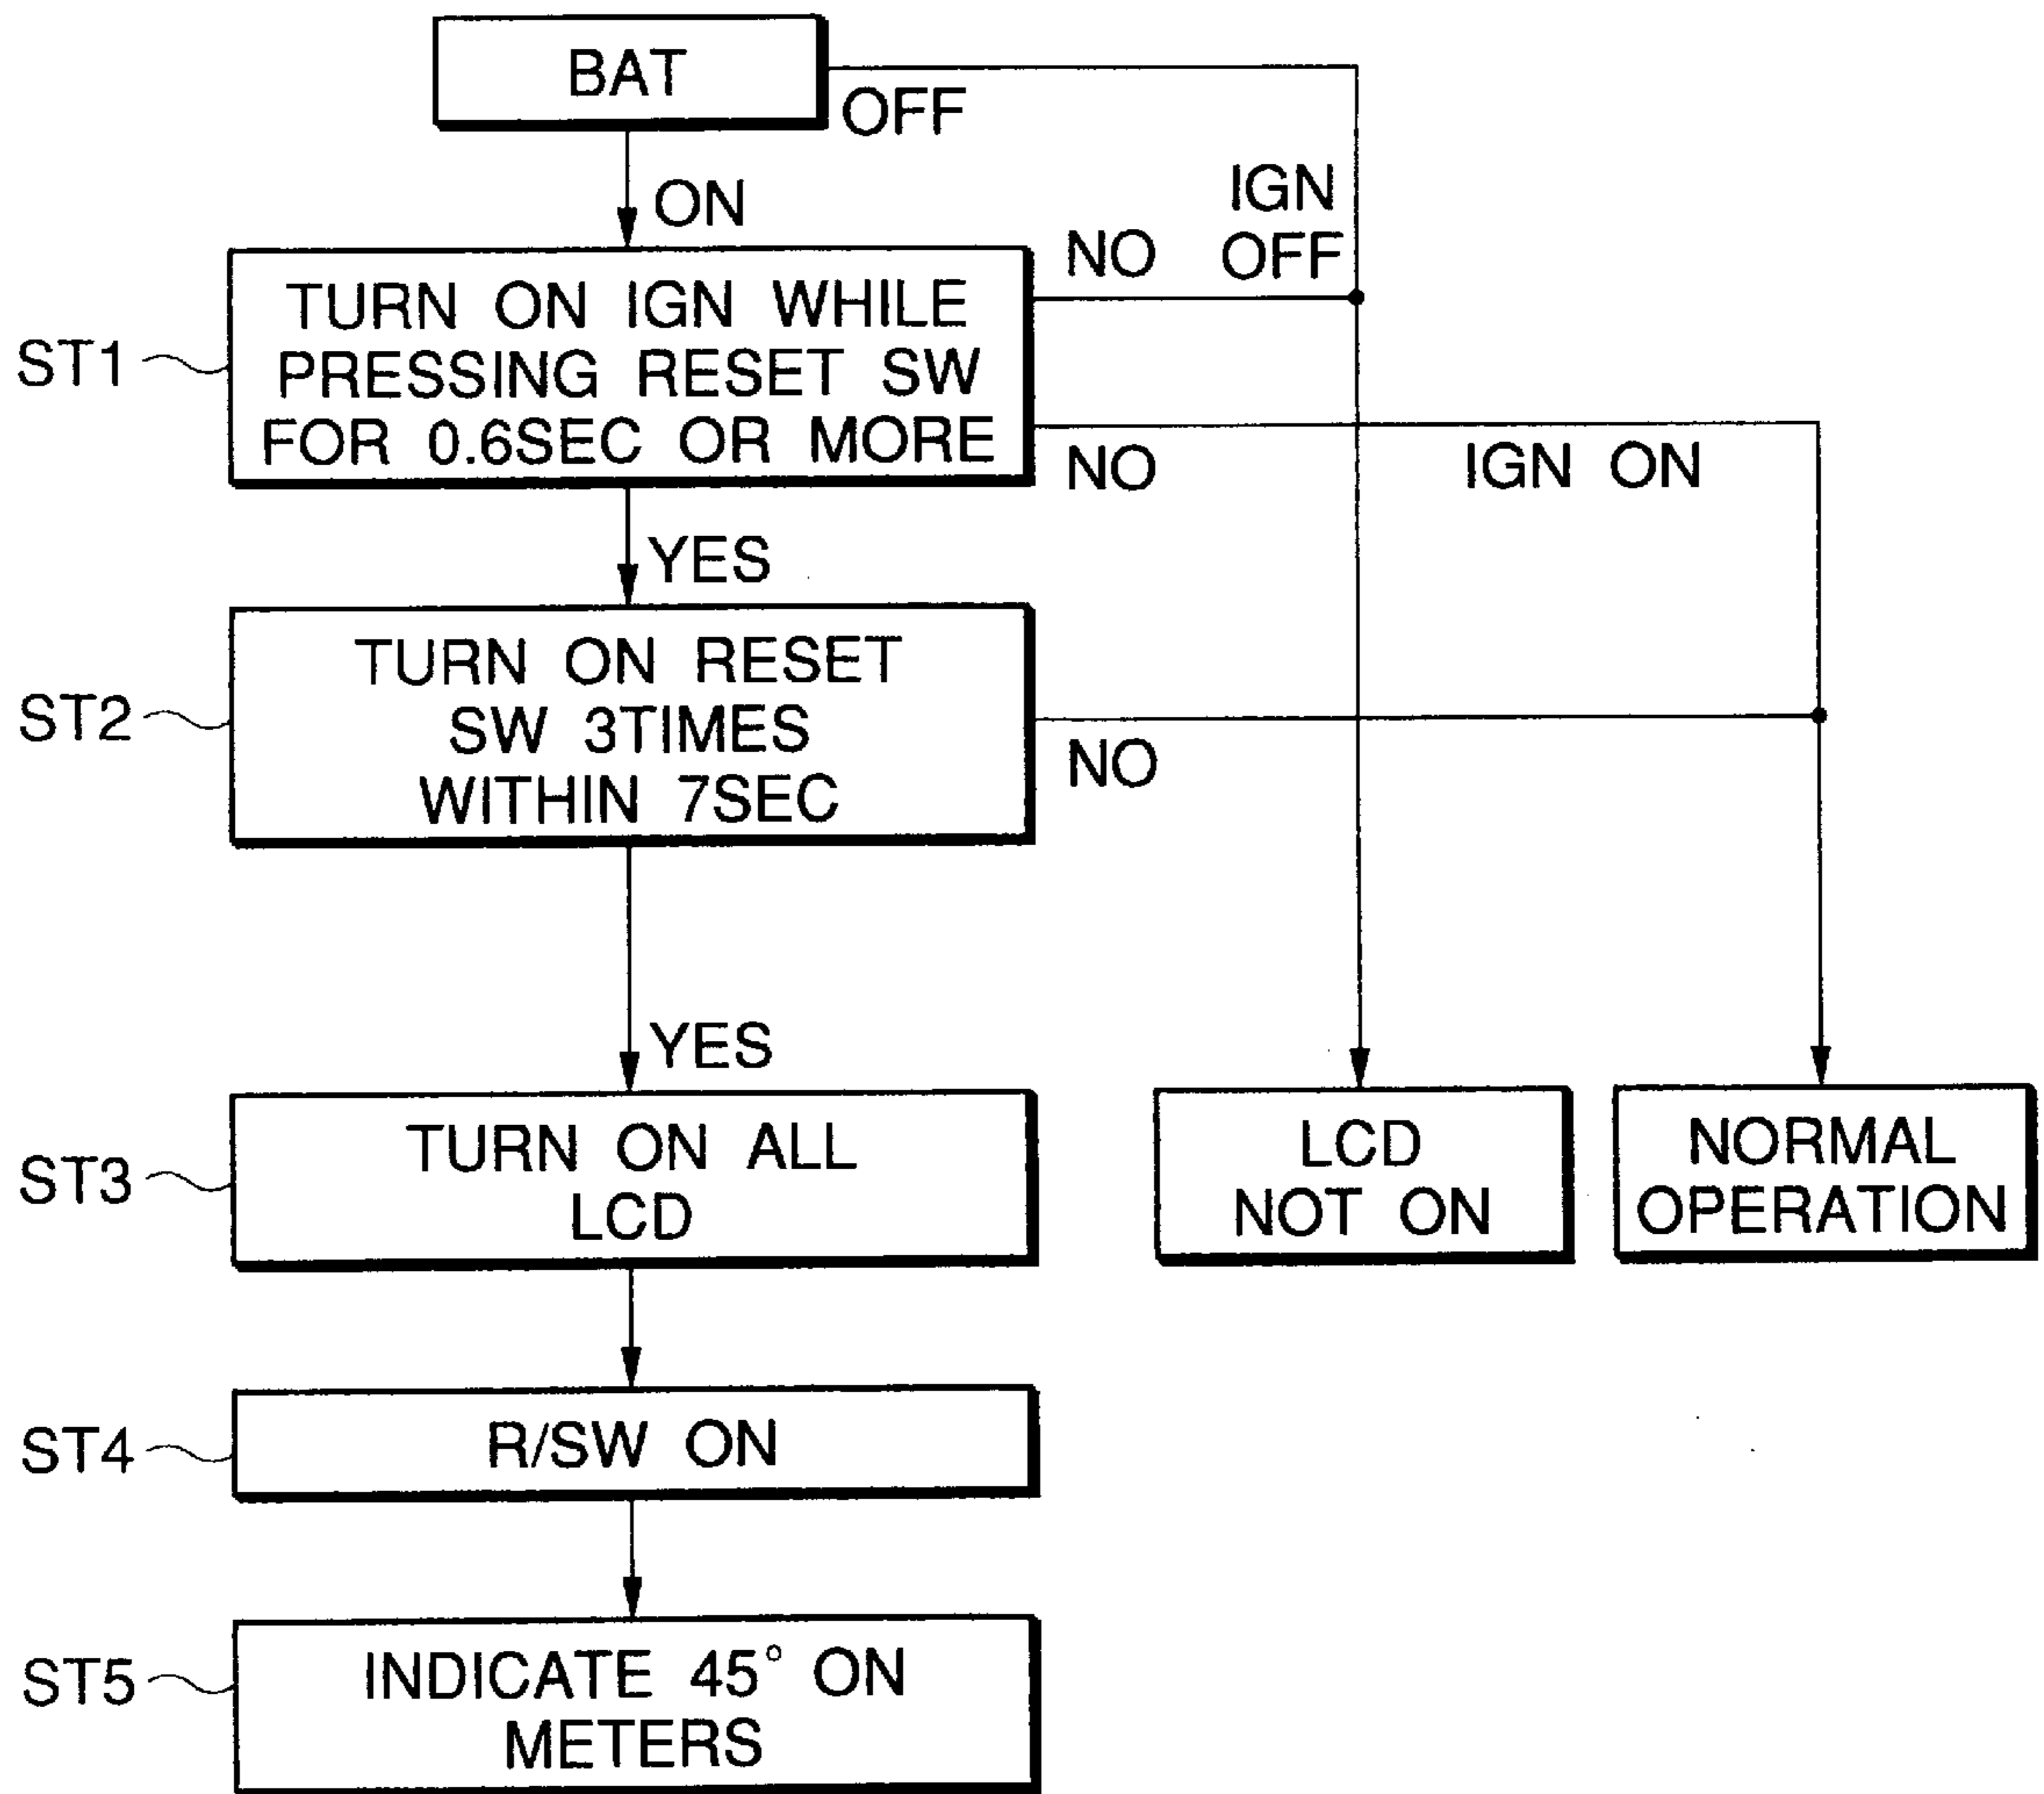 BAT
OFF
ON
IGN
OFF
NO
ST1
TURN ON IGN WHILE
PRESSING RESET SW
FOR 0.6SEC OR MORE
NO
IGN ON
YES
ST2
TURN ON RESET
SW 3TIMES
WITHIN 7SEC
NO
YES
ST3
TURN ON ALL
LCD
LCD
NOT ON
NORMAL
OPERATION
ST4
R/SW ON
ST5
INDICATE 45° ON
METERS